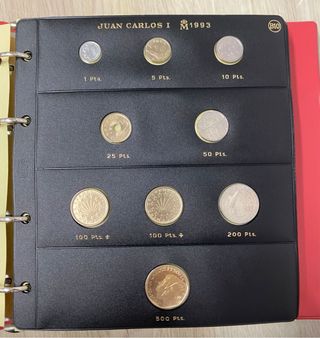 JUAN CARLOS I M 1993
1 Pts.
5 Pts.
10 Pts.
25 Pts.
50 Pts.
100 Pts.
100 Pts.
200 Pts.
500 Pts.